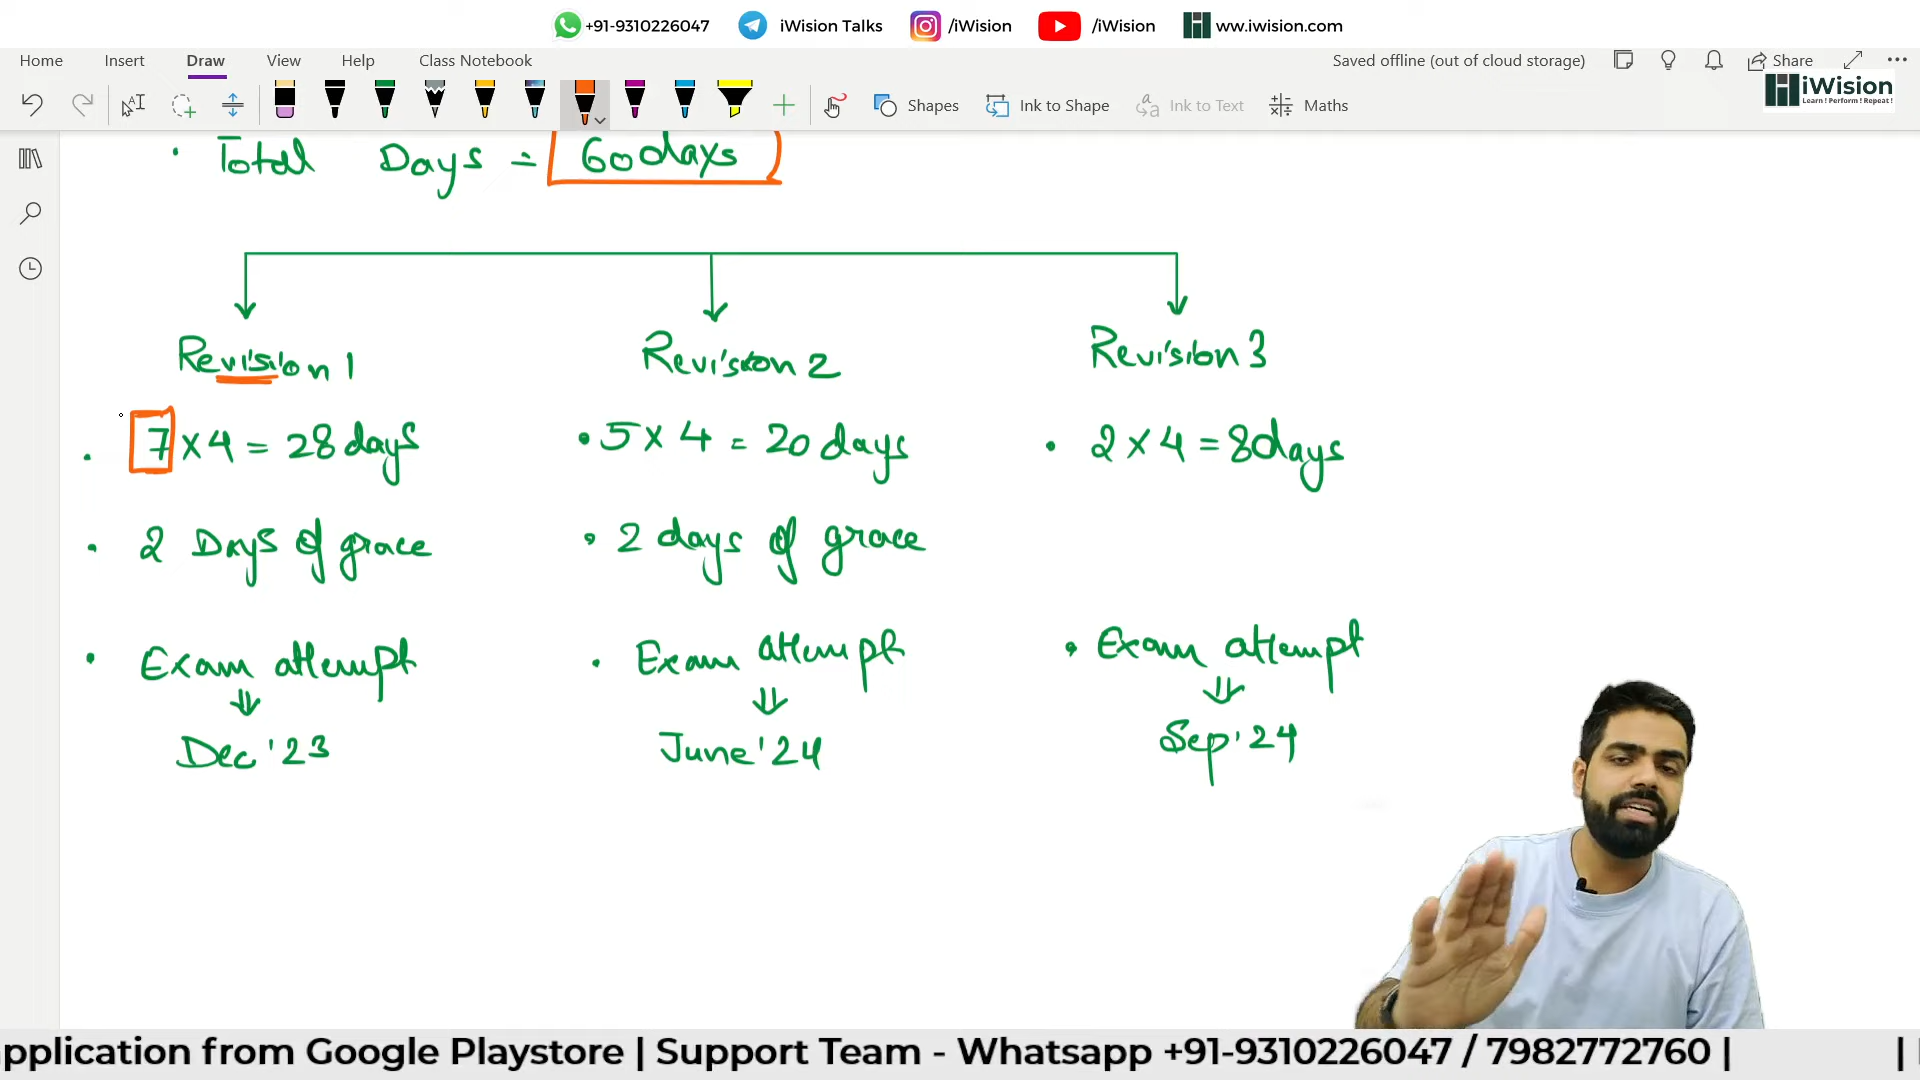 +91-9310226047 iWision Talks /iWision /iWision ww.iwision.com
Home Insert Draw View Help Class Notebook Saved offline (out of cloud storage) Share
Shapes Ink to Shape Ink to Text Maths
iWision
Learn ! Perform ! Repeat !
• Total Days = 60 days
Revision 1 Revision 2 Revision 3
• 7 × 4 = 28 days • 5 × 4 = 20 days • 2 × 4 = 8 days
• 2 Days of grace • 2 days of grace
• Exam attempt • Exam attempt • Exam attempt
Dec '23 June '24 Sep '24
pplication from Google Playstore | Support Team - Whatsapp +91-9310226047 / 7982772760 | |